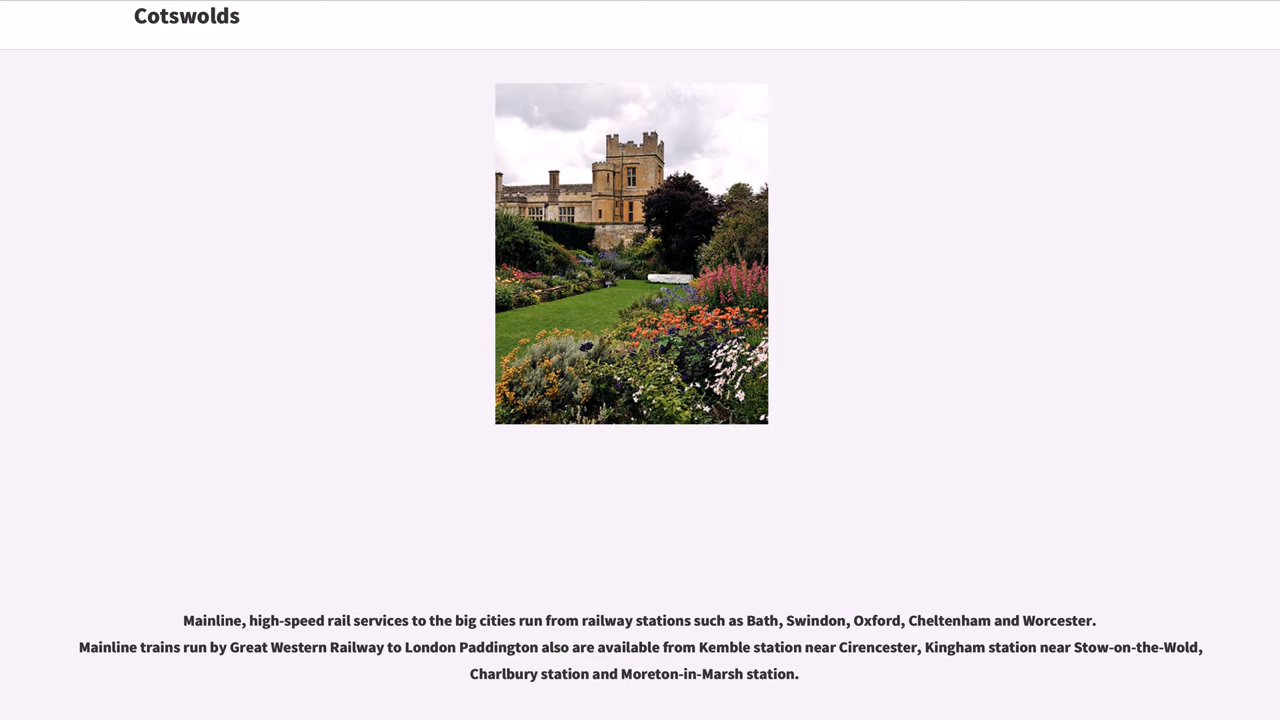 Cotswolds
Mainline, high-speed rail services to the big cities run from railway stations such as Bath, Swindon, Oxford, Cheltenham and Worcester.
Mainline trains run by Great Western Railway to London Paddington also are available from Kemble station near Cirencester, Kingham station near Stow-on-the-Wold,
Charlbury station and Moreton-in-Marsh station.